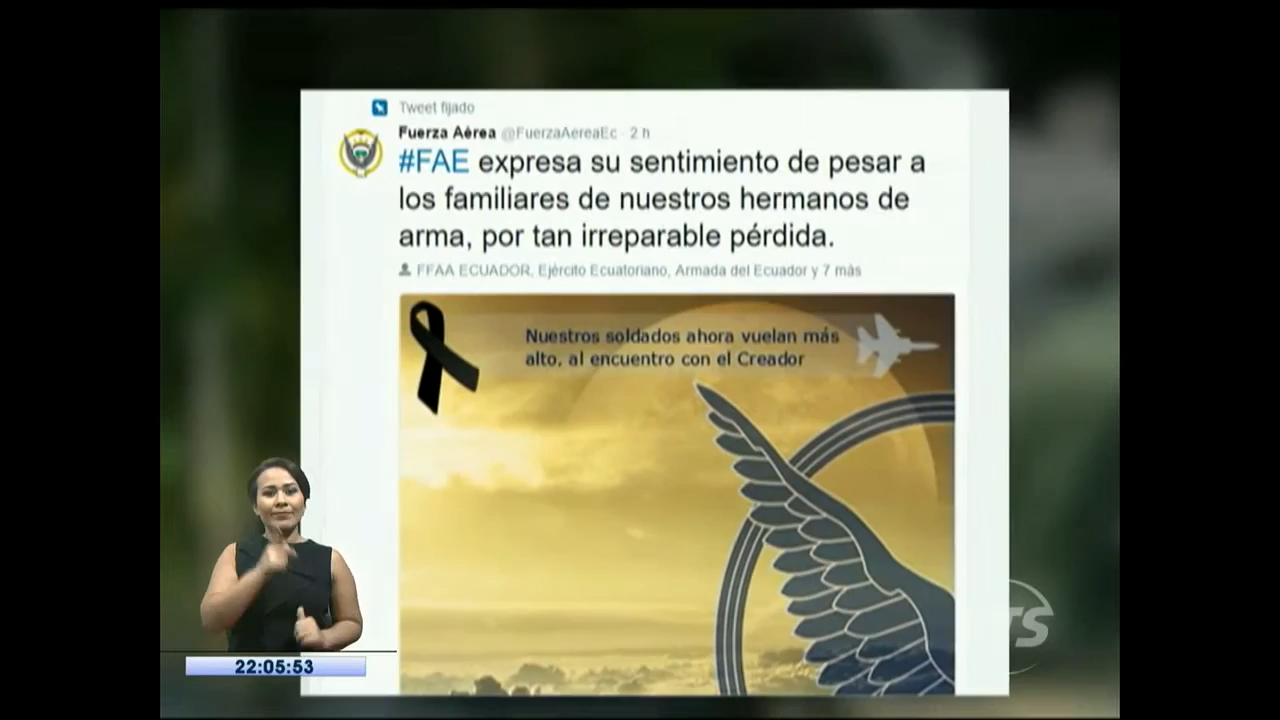 Tweet fijado
Fuerza Aérea @FuerzaAereaEc · 2 h
#FAE expresa su sentimiento de pesar a
los familiares de nuestros hermanos de
arma, por tan irreparable pérdida.
FFAA ECUADOR, Ejército Ecuatoriano, Armada del Ecuador y 7 más
Nuestros soldados ahora vuelan más
alto, al encuentro con el Creador
TS
22:05:53